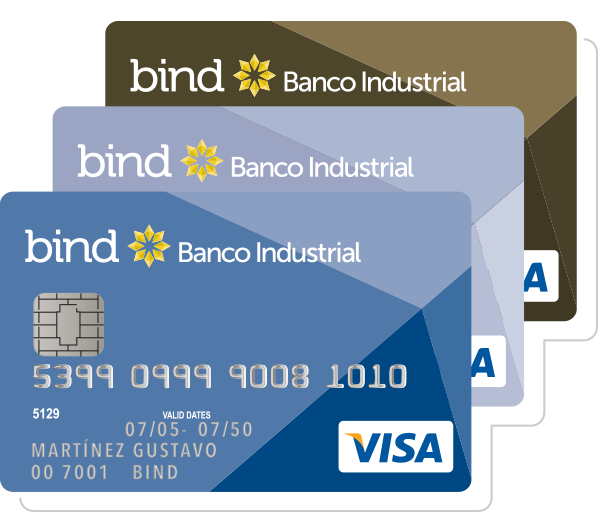 bind Banco Industrial
A
bind Banco Industrial
A
bind Banco Industrial
5399 0999 9008 1010
5129 VALID DATES
07/05- 07/50
MARTÍNEZ GUSTAVO
00 7001 BIND
VISA